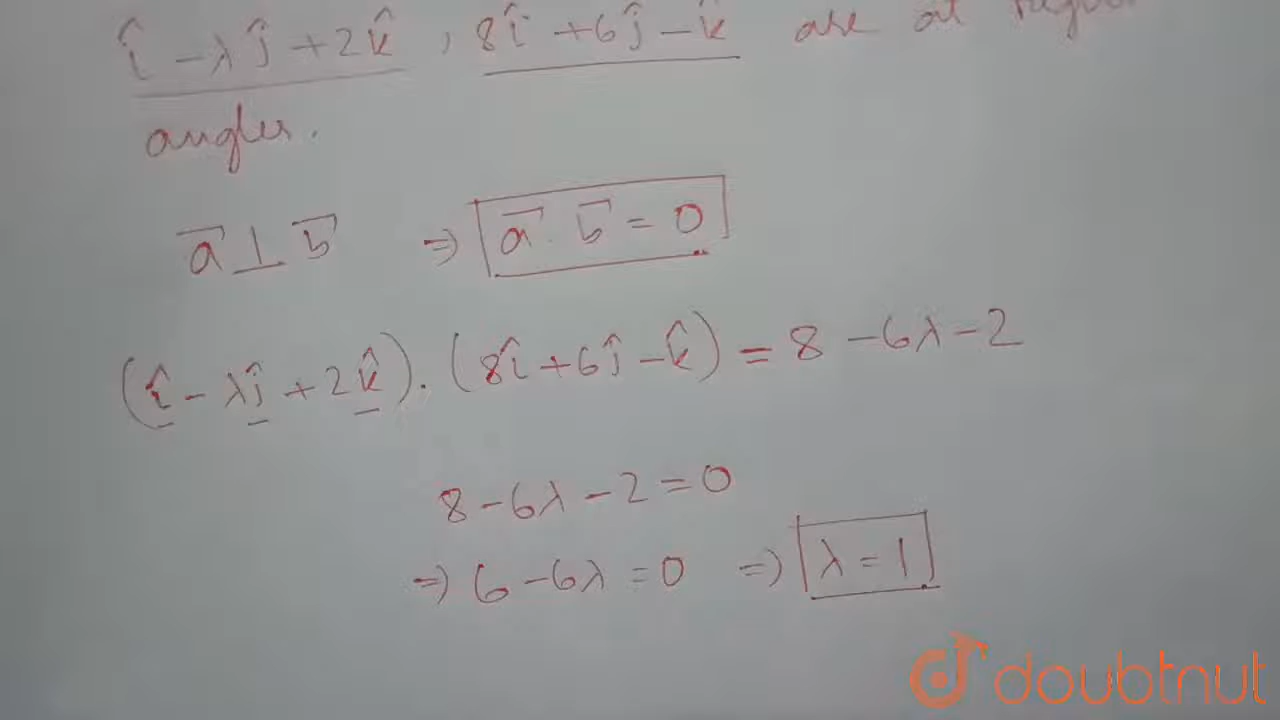 î - λĵ + 2k̂ , 8î + 6ĵ - k̂ are at right
angles.
a⃗ ⊥ b⃗ ⇒ a⃗ . b⃗ = 0
(î - λĵ + 2k̂) . (8î + 6ĵ - k̂) = 8 - 6λ - 2
8 - 6λ - 2 = 0
⇒ 6 - 6λ = 0 ⇒ λ = 1
doubtnut